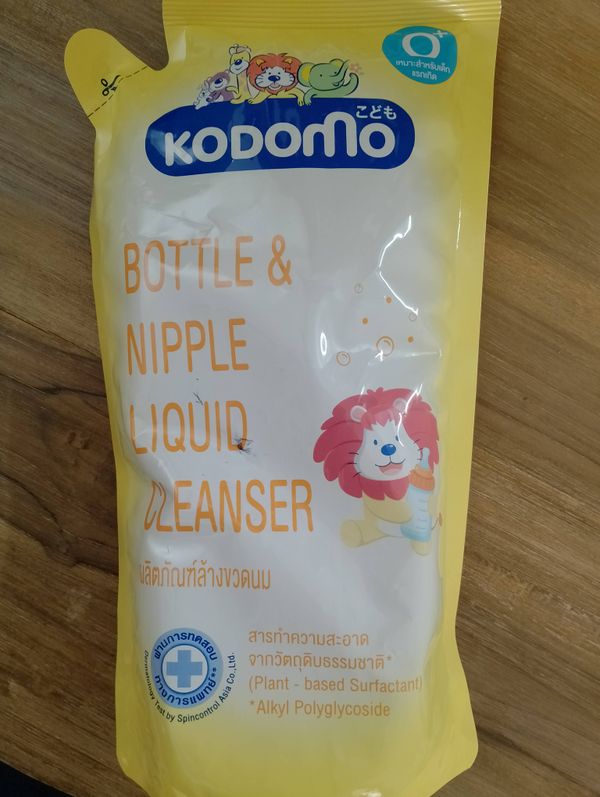 0+
เหมาะสำหรับเด็ก
แรกเกิด
こども
KODOMO
BOTTLE &
NIPPLE
LIQUID
CLEANSER
ผลิตภัณฑ์ล้างขวดนม
ผ่านการทดสอบ
ทางการแพทย์**
Dermatology Test by Spincontrol Asia Co.,Ltd.
สารทำความสะอาด
จากวัตถุดิบธรรมชาติ*
(Plant - based Surfactant)
*Alkyl Polyglycoside